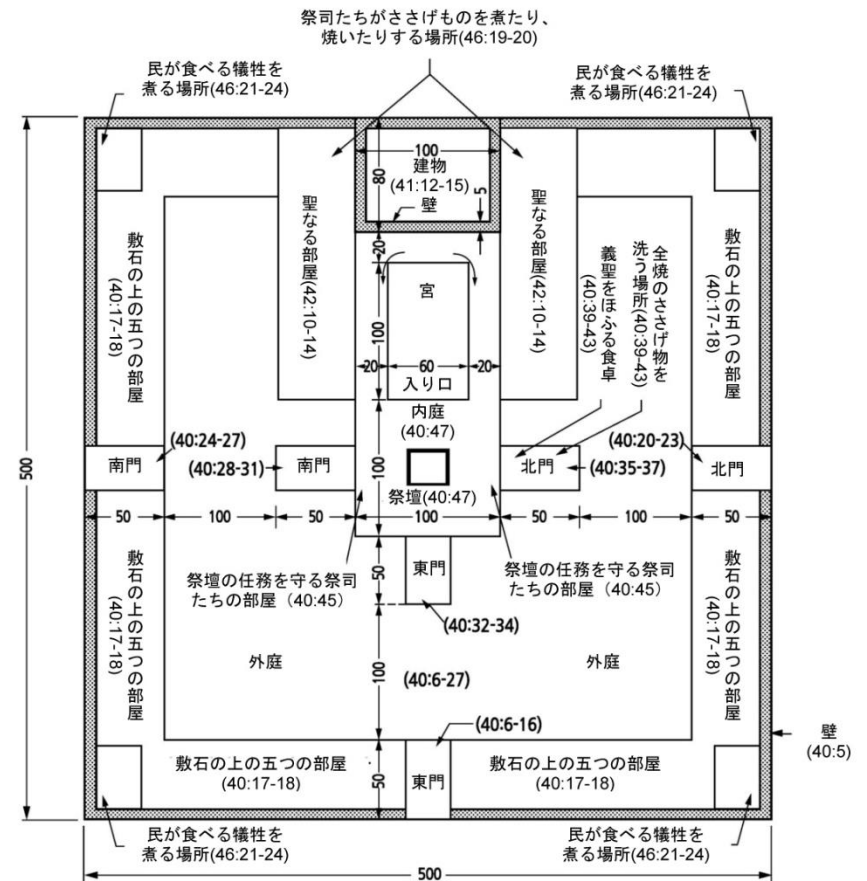 祭司たちがささげものを煮たり、
焼いたりする場所(46:19-20)
民が食べる犠牲を
煮る場所(46:21-24)
民が食べる犠牲を
煮る場所(46:21-24)
100
建物
(41:12-15)
壁
80
5
20
聖なる部屋(42:10-14)
聖なる部屋(42:10-14)
宮
100
20
60
20
入り口
敷石の上の五つの部屋
(40:17-18)
義聖をほふる食卓
(40:39-43)
全焼のささげ物を
洗う場所(40:39-43)
敷石の上の五つの部屋
(40:17-18)
内庭
(40:47)
500
南門
(40:24-27)
(40:28-31)
南門
100
祭壇(40:47)
北門
(40:35-37)
(40:20-23)
北門
50
100
50
100
50
100
50
敷石の上の五つの部屋
(40:17-18)
祭壇の任務を守る祭司
たちの部屋（40:45）
50
東門
(40:32-34)
祭壇の任務を守る祭司
たちの部屋（40:45）
敷石の上の五つの部屋
(40:17-18)
外庭
100
(40:6-27)
外庭
(40:6-16)
壁
(40:5)
敷石の上の五つの部屋
(40:17-18)
50
東門
敷石の上の五つの部屋
(40:17-18)
民が食べる犠牲を
煮る場所(46:21-24)
民が食べる犠牲を
煮る場所(46:21-24)
500